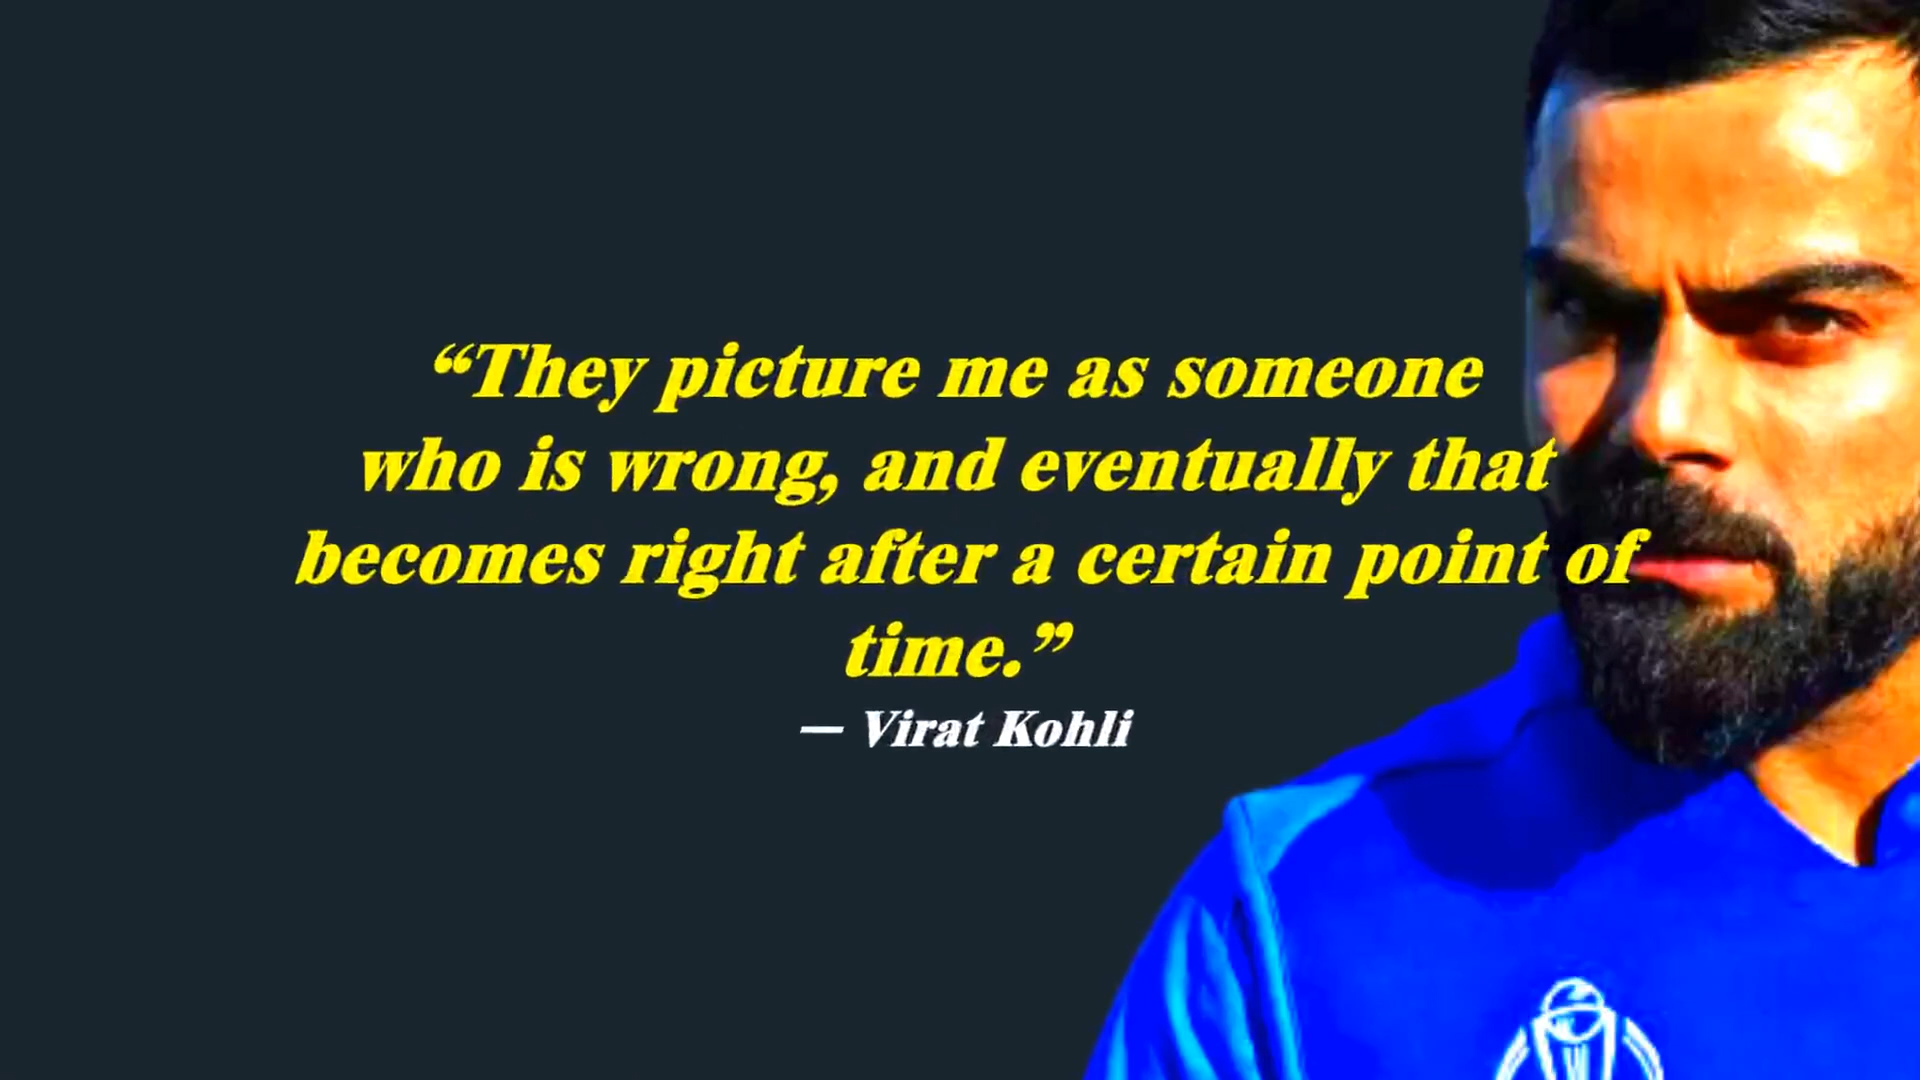 “They picture me as someone
who is wrong, and eventually that
becomes right after a certain point of
time.”
— Virat Kohli